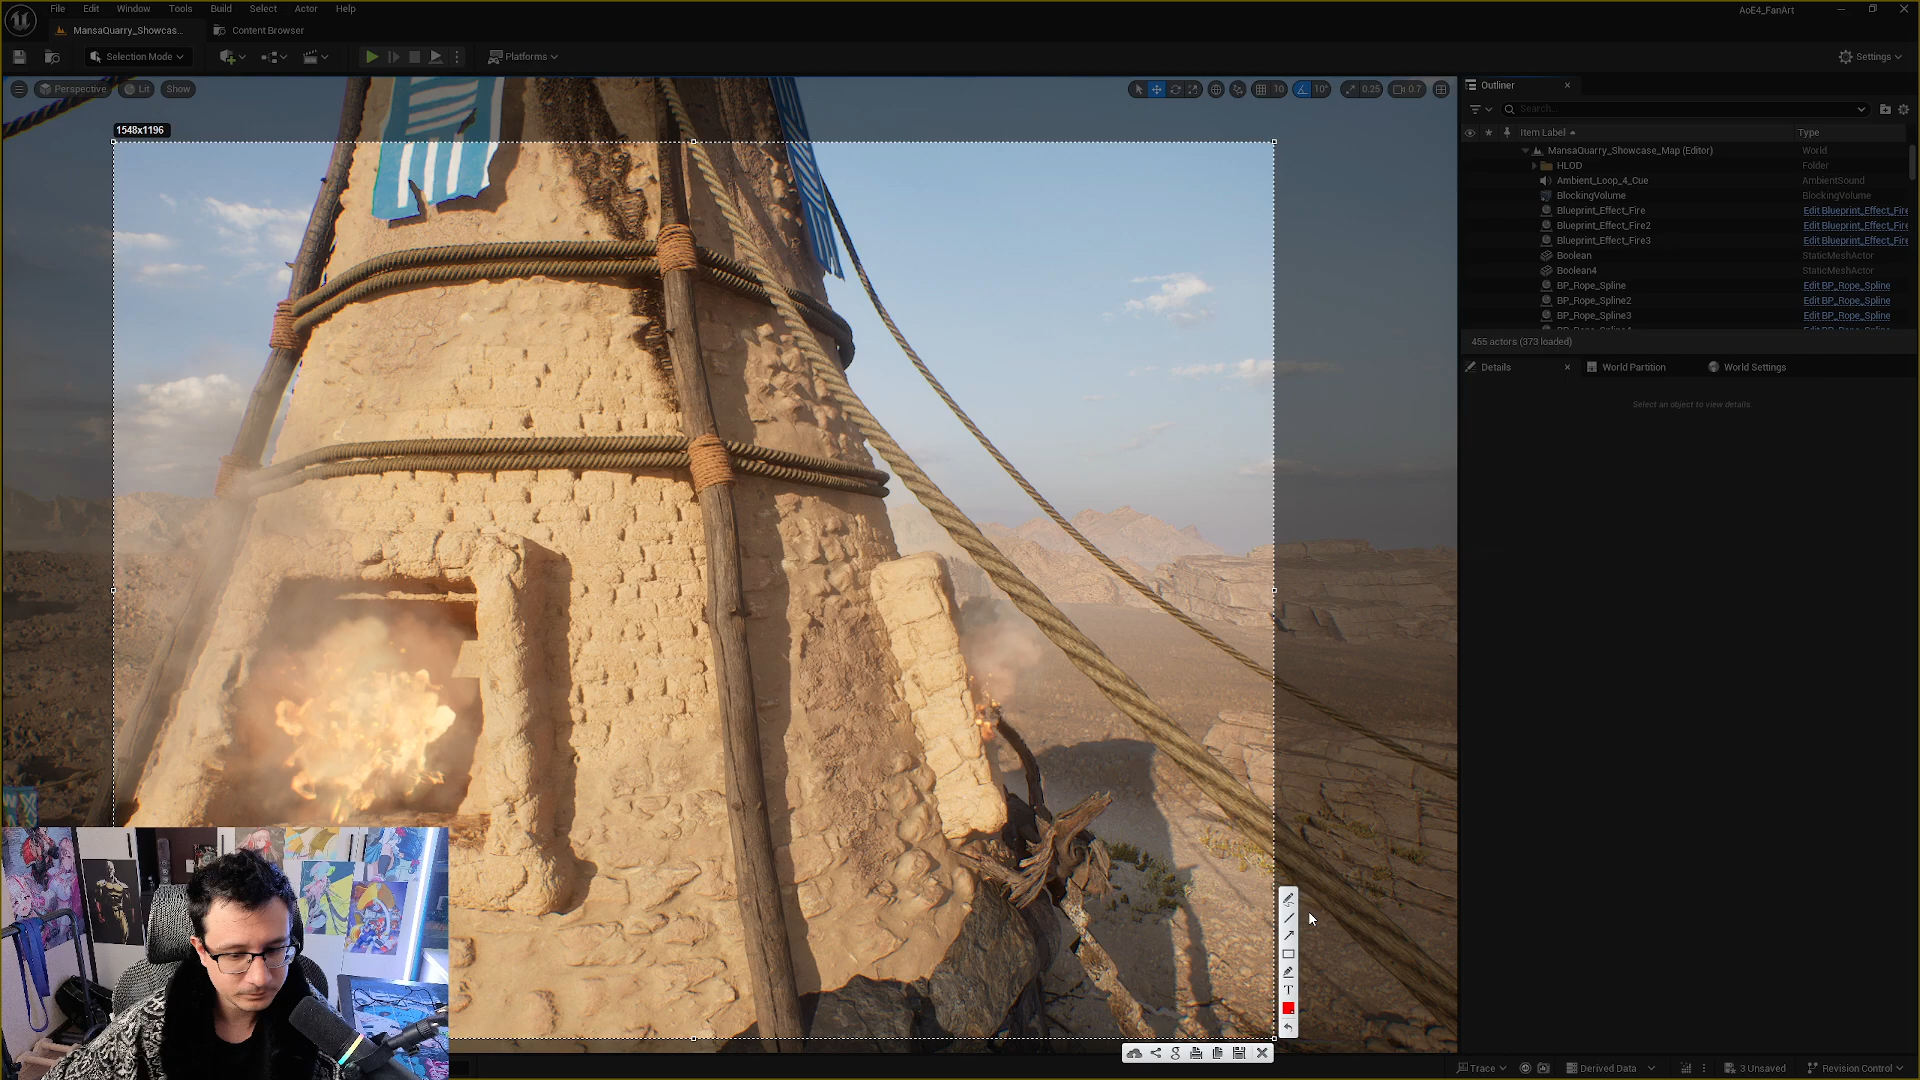 File Edit Window Tools Build Select Actor Help
AoE4_FanArt
MansaQuarry_Showcas...
Content Browser
Selection Mode
Platforms
Settings
Perspective
Lit
Show
10
10°
0.25
0.7
1548x1196
Outliner
Search...
Item Label
Type
MansaQuarry_Showcase_Map (Editor)
World
HLOD
Folder
Ambient_Loop_4_Cue
AmbientSound
BlockingVolume
BlockingVolume
Blueprint_Effect_Fire
Edit Blueprint_Effect_Fire
Blueprint_Effect_Fire2
Edit Blueprint_Effect_Fire
Blueprint_Effect_Fire3
Edit Blueprint_Effect_Fire
Boolean
StaticMeshActor
Boolean4
StaticMeshActor
BP_Rope_Spline
Edit BP_Rope_Spline
BP_Rope_Spline2
Edit BP_Rope_Spline
BP_Rope_Spline3
Edit BP_Rope_Spline
455 actors (373 loaded)
Details
World Partition
World Settings
Select an object to view details.
T
Trace
Derived Data
3 Unsaved
Revision Control